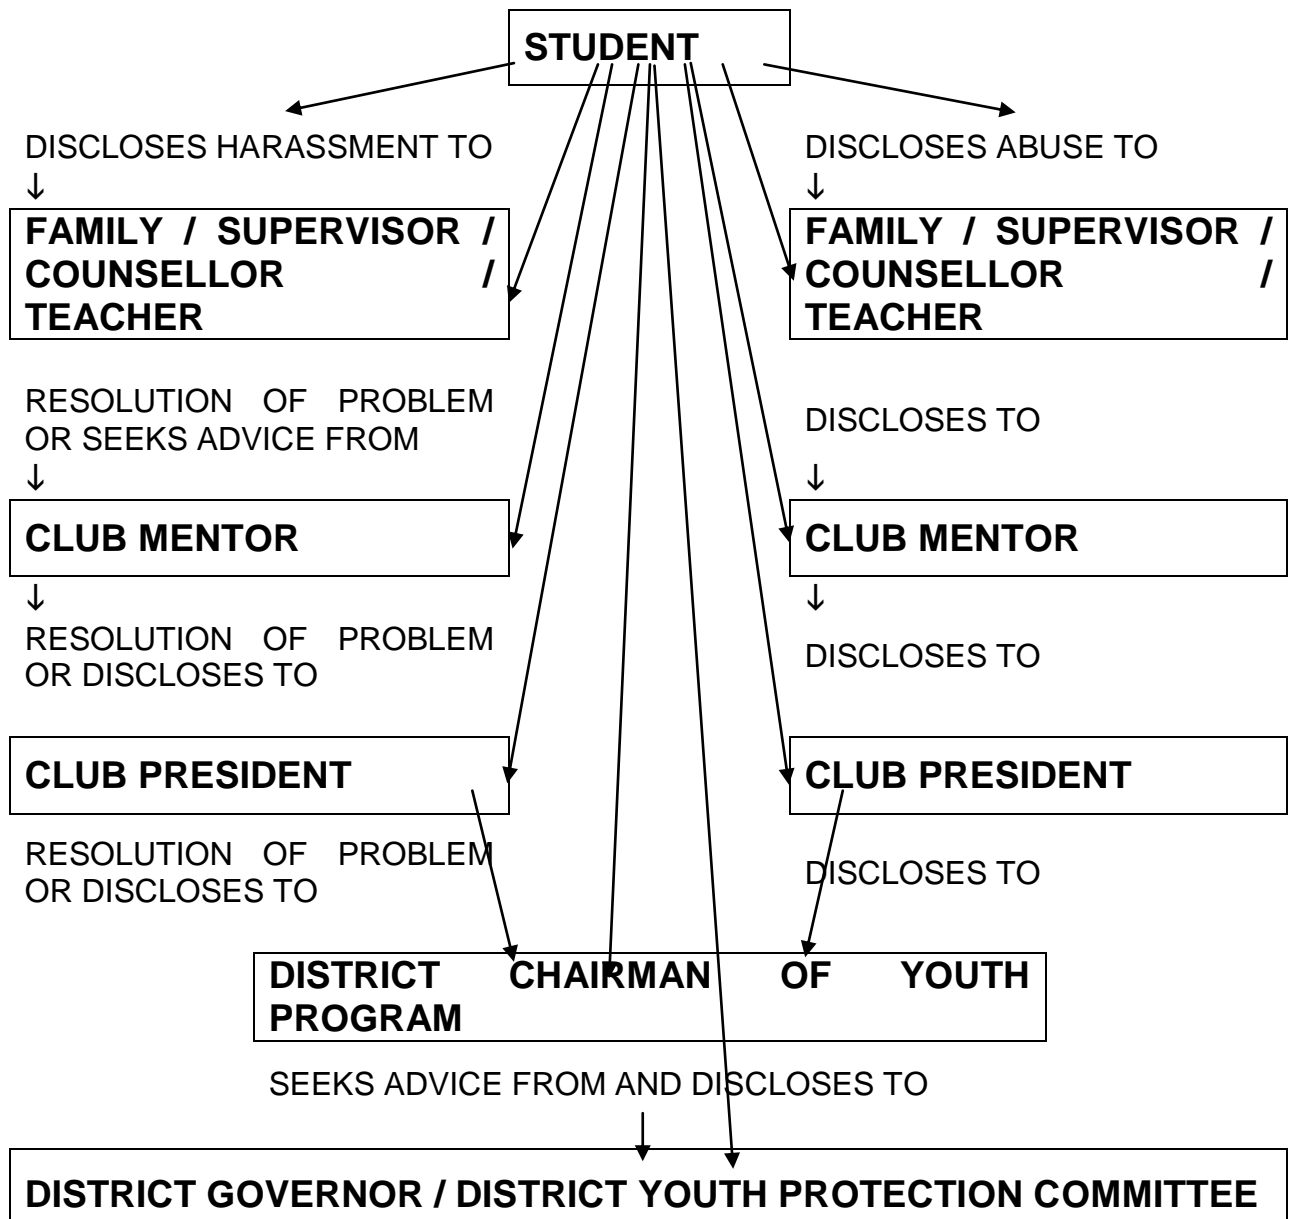 STUDENT
DISCLOSES HARASSMENT TO
↓
FAMILY / SUPERVISOR /
COUNSELLOR /
TEACHER
RESOLUTION OF PROBLEM
OR SEEKS ADVICE FROM
↓
CLUB MENTOR
↓
RESOLUTION OF PROBLEM
OR DISCLOSES TO
CLUB PRESIDENT
RESOLUTION OF PROBLEM
OR DISCLOSES TO
DISCLOSES ABUSE TO
↓
FAMILY / SUPERVISOR /
COUNSELLOR /
TEACHER
DISCLOSES TO
↓
CLUB MENTOR
↓
DISCLOSES TO
CLUB PRESIDENT
DISCLOSES TO
DISTRICT CHAIRMAN OF YOUTH
PROGRAM
SEEKS ADVICE FROM AND DISCLOSES TO
DISTRICT GOVERNOR / DISTRICT YOUTH PROTECTION COMMITTEE